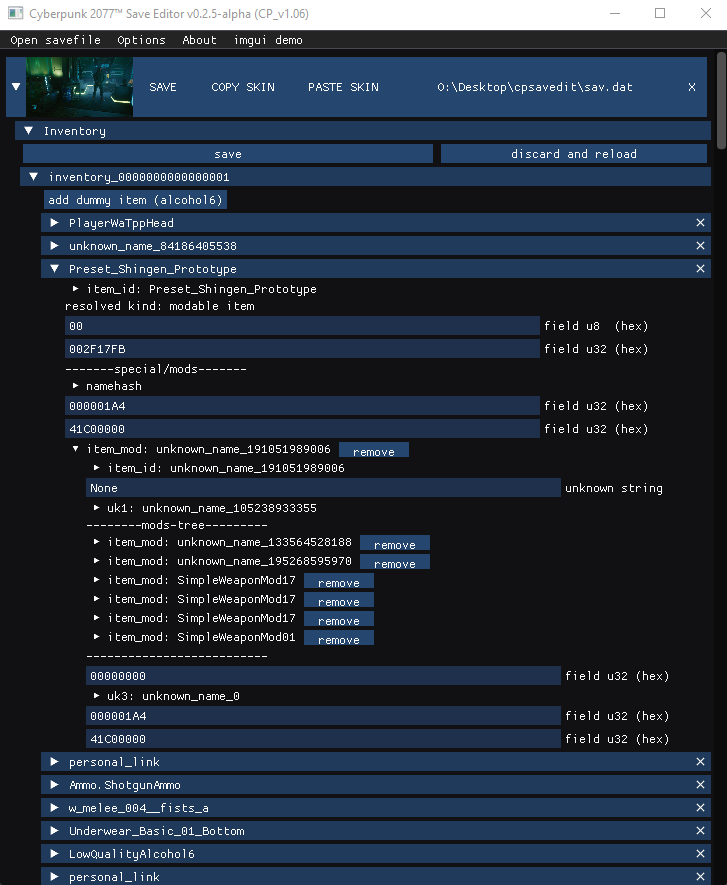 Cyberpunk 2077™ Save Editor v0.2.5-alpha (CP_v1.06)
Open savefile Options About imgui demo
SAVE COPY SKIN PASTE SKIN O:\Desktop\cpsavedit\sav.dat X
Inventory
save discard and reload
inventory_0000000000000001
add dummy item (alcohol6)
PlayerWaTppHead
unknown_name_84186405538
Preset_Shingen_Prototype
item_id: Preset_Shingen_Prototype
resolved kind: modable item
00 field u8 (hex)
002F17FB field u32 (hex)
-------special/mods-------
namehash
000001A4 field u32 (hex)
41C00000 field u32 (hex)
item_mod: unknown_name_191051989006 remove
item_id: unknown_name_191051989006
None unknown string
uk1: unknown_name_105238933355
--------mods-tree---------
item_mod: unknown_name_133564528188 remove
item_mod: unknown_name_195268595970 remove
item_mod: SimpleWeaponMod17 remove
item_mod: SimpleWeaponMod17 remove
item_mod: SimpleWeaponMod17 remove
item_mod: SimpleWeaponMod01 remove
--------------------------
00000000 field u32 (hex)
uk3: unknown_name_0
000001A4 field u32 (hex)
41C00000 field u32 (hex)
personal_link
Ammo.ShotgunAmmo
w_melee_004__fists_a
Underwear_Basic_01_Bottom
LowQualityAlcohol6
personal_link